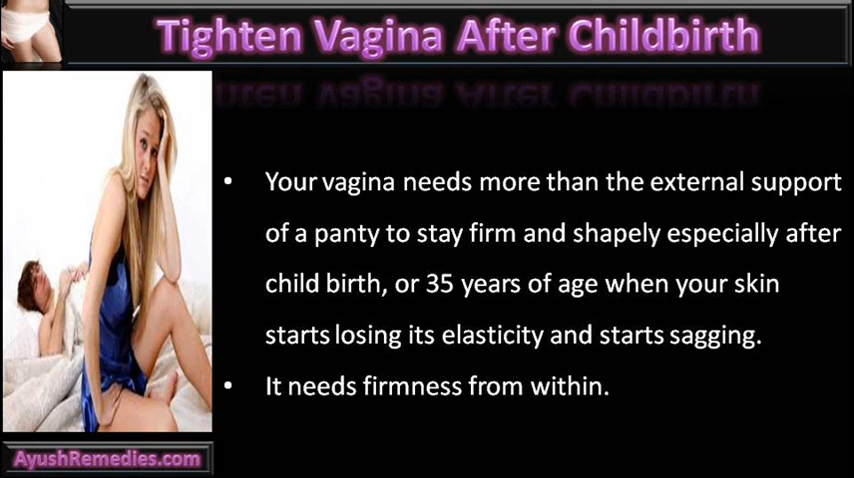 Tighten Vagina After Childbirth
• Your vagina needs more than the external support
of a panty to stay firm and shapely especially after
child birth, or 35 years of age when your skin
starts losing its elasticity and starts sagging.
• It needs firmness from within.
AyushRemedies.com